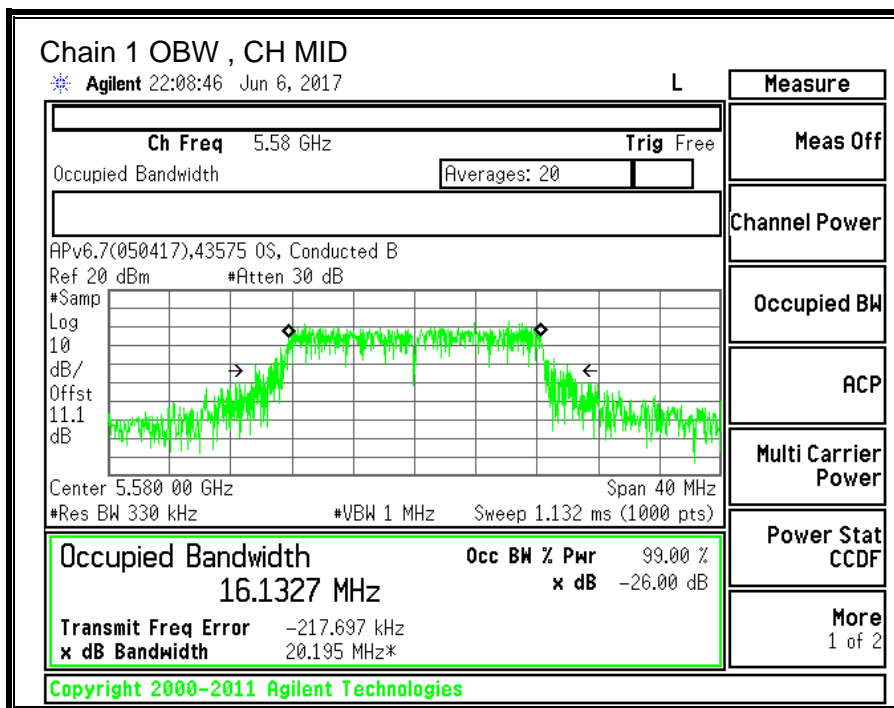 Chain 1 OBW , CH MID
Agilent 22:08:46 Jun 6, 2017 L
Measure
Ch Freq 5.58 GHz Trig Free
Occupied Bandwidth Averages: 20
APv6.7(050417),43575 OS, Conducted B
Ref 20 dBm #Atten 30 dB
#Samp
Log
10
dB/
Offst
11.1
dB
Center 5.580 00 GHz Span 40 MHz
#Res BW 330 kHz #VBW 1 MHz Sweep 1.132 ms (1000 pts)
Occupied Bandwidth
16.1327 MHz
Occ BW % Pwr 99.00 %
x dB -26.00 dB
Transmit Freq Error -217.697 kHz
x dB Bandwidth 20.195 MHz*
Meas Off
Channel Power
Occupied BW
ACP
Multi Carrier
Power
Power Stat
CCDF
More
1 of 2
Copyright 2000-2011 Agilent Technologies